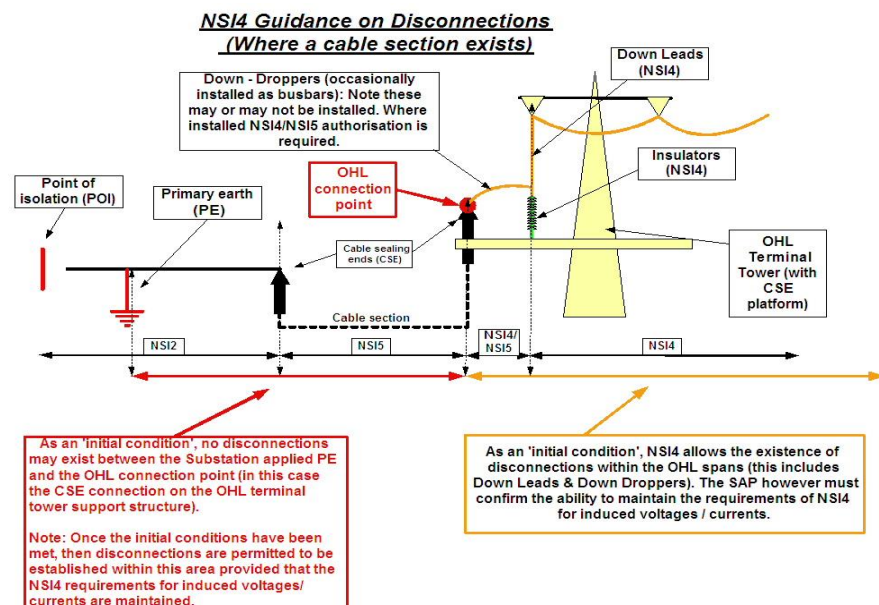 NSI4 Guidance on Disconnections
(Where a cable section exists)
Down Leads
(NSI4)
Down - Droppers (occasionally
installed as busbars): Note these
may or may not be installed. Where
installed NSI4/NSI5 authorisation is
required.
OHL
connection
point
Insulators
(NSI4)
Point of
isolation (POI)
Primary earth
(PE)
Cable sealing
ends (CSE)
OHL
Terminal
Tower (with
CSE
platform)
Cable section
NSI2
NSI5
NSI4/
NSI5
NSI4
As an 'initial condition', no disconnections
may exist between the Substation applied PE
and the OHL connection point (in this case
the CSE connection on the OHL terminal
tower support structure).
Note: Once the initial conditions have been
met, then disconnections are permitted to be
established within this area provided that the
NSI4 requirements for induced voltages/
currents are maintained.
As an 'initial condition', NSI4 allows the existence of
disconnections within the OHL spans (this includes
Down Leads & Down Droppers). The SAP however must
confirm the ability to maintain the requirements of NSI4
for induced voltages / currents.